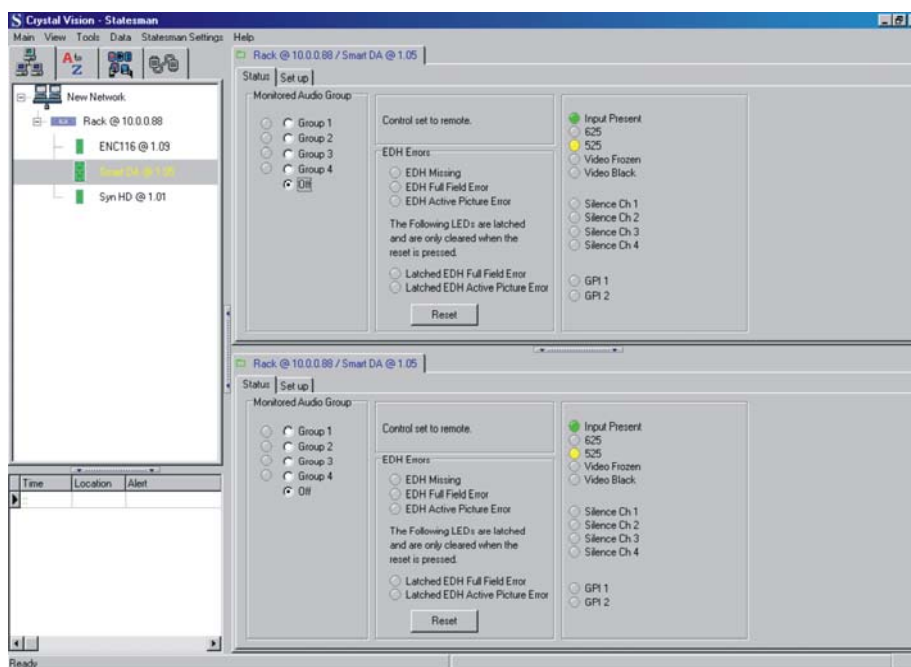 S Crystal Vision - Statesman
Main View Tools Data Statesman Settings Help
A to Z
New Network
Rack @ 10.0.0.88
ENC116 @ 1.09
Smart DA @ 1.05
Syn HD @ 1.01
Time Location Alert
Rack @ 10.0.0.88 / Smart DA @ 1.05
Status Set up
Monitored Audio Group
Group 1
Group 2
Group 3
Group 4
Off
Control set to remote.
EDH Errors
EDH Missing
EDH Full Field Error
EDH Active Picture Error
The Following LEDs are latched
and are only cleared when the
reset is pressed.
Latched EDH Full Field Error
Latched EDH Active Picture Error
Reset
Input Present
625
525
Video Frozen
Video Black
Silence Ch 1
Silence Ch 2
Silence Ch 3
Silence Ch 4
GPI 1
GPI 2
Rack @ 10.0.0.88 / Smart DA @ 1.05
Status Set up
Monitored Audio Group
Group 1
Group 2
Group 3
Group 4
Off
Control set to remote.
EDH Errors
EDH Missing
EDH Full Field Error
EDH Active Picture Error
The Following LEDs are latched
and are only cleared when the
reset is pressed.
Latched EDH Full Field Error
Latched EDH Active Picture Error
Reset
Input Present
625
525
Video Frozen
Video Black
Silence Ch 1
Silence Ch 2
Silence Ch 3
Silence Ch 4
GPI 1
GPI 2
Ready